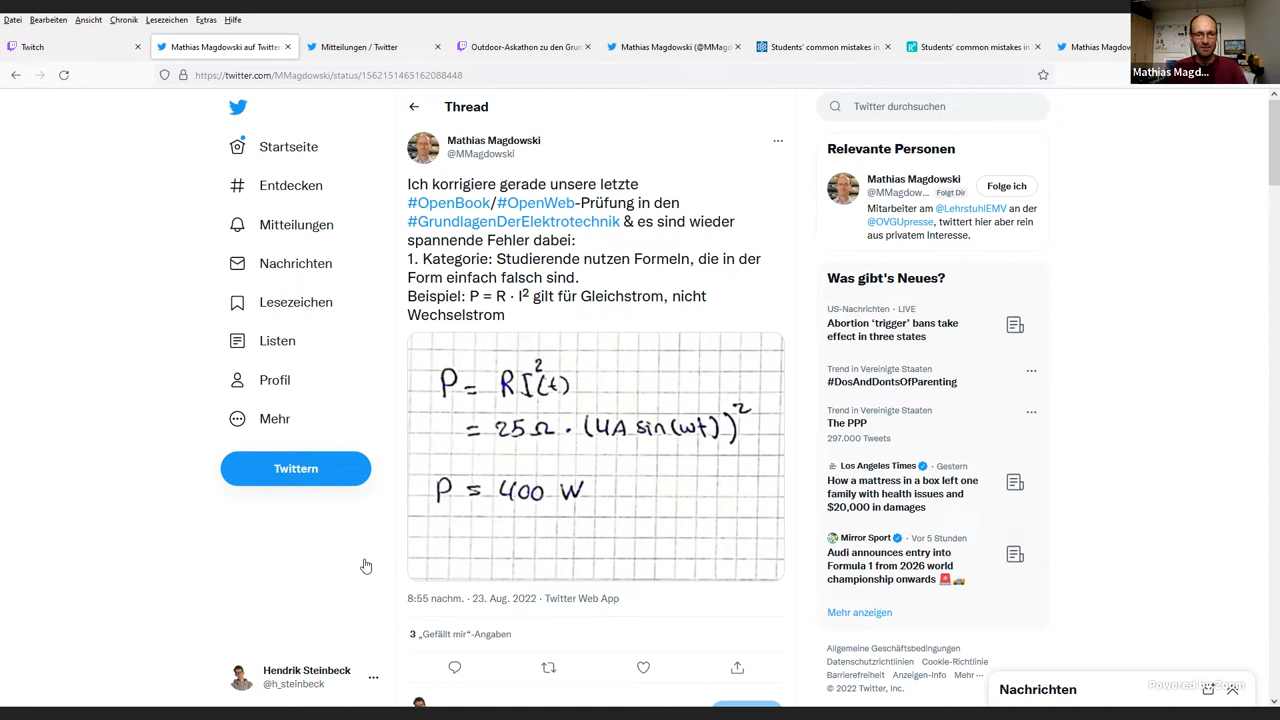 Datei Bearbeiten Ansicht Chronik Lesezeichen Extras Hilfe
Twitch
Mathias Magdowski auf Twitter
Mitteilungen / Twitter
Outdoor-Askathon zu den Grun
Mathias Magdowski (@MMagd
Students' common mistakes in
Students' common mistakes in
Mathias Magdow
Mathias Magd...
https://twitter.com/MMagdowski/status/1562151465162088448
Startseite
Entdecken
Mitteilungen
Nachrichten
Lesezeichen
Listen
Profil
Mehr
Twittern
Hendrik Steinbeck
@h_steinbeck
Thread
Mathias Magdowski
@MMagdowski
Ich korrigiere gerade unsere letzte
#OpenBook/#OpenWeb-Prüfung in den
#GrundlagenDerElektrotechnik & es sind wieder
spannende Fehler dabei:
1. Kategorie: Studierende nutzen Formeln, die in der
Form einfach falsch sind.
Beispiel: P = R · I² gilt für Gleichstrom, nicht
Wechselstrom
P = RI²(t)
= 25Ω · (4A sin(ωt))²
P = 400 W
8:55 nachm. · 23. Aug. 2022 · Twitter Web App
3 „Gefällt mir“-Angaben
Twitter durchsuchen
Relevante Personen
Mathias Magdowski
@MMagdow... Folgt Dir
Folge ich
Mitarbeiter am @LehrstuhlEMV an der
@OVGUpresse, twittert hier aber rein
aus privatem Interesse.
Was gibt's Neues?
US-Nachrichten · LIVE
Abortion ‘trigger’ bans take
effect in three states
Trend in Vereinigte Staaten
#DosAndDontsOfParenting
Trend in Vereinigte Staaten
The PPP
297.000 Tweets
Los Angeles Times · Gestern
How a mattress in a box left one
family with health issues and
$20,000 in damages
Mirror Sport · Vor 5 Stunden
Audi announces entry into
Formula 1 from 2026 world
championship onwards
Mehr anzeigen
Allgemeine Geschäftsbedingungen
Datenschutzrichtlinien Cookie-Richtlinie
Barrierefreiheit Anzeigen-Info Mehr ···
© 2022 Twitter, Inc.
Nachrichten
Powered by Zoom